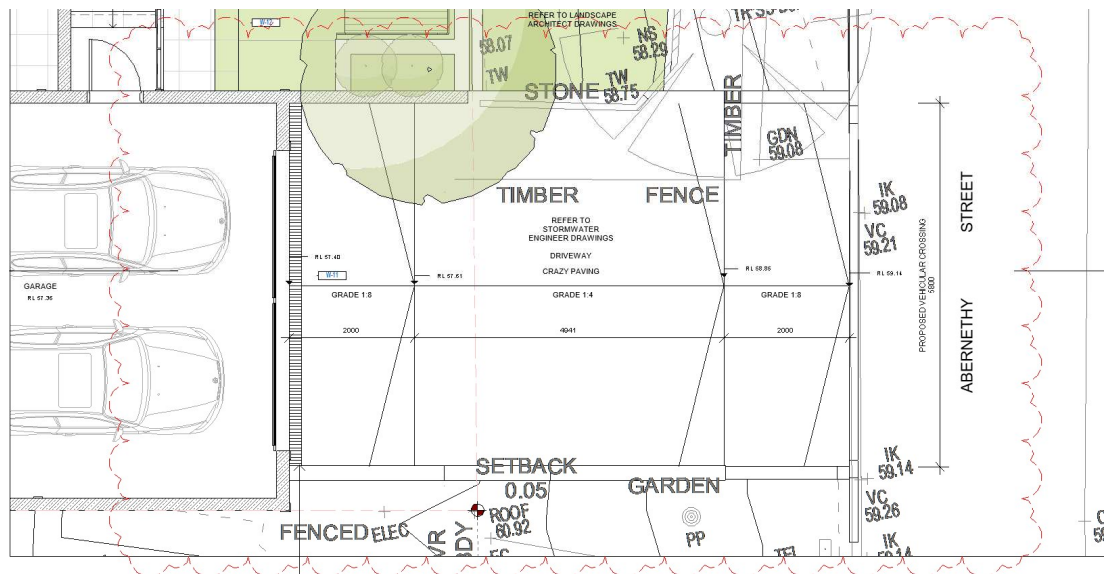 W-12
REFER TO LANDSCAPE
ARCHITECT DRAWINGS
58.07
TW
NS
58.29
TW
58.75
STONE
TIMBER
GDN
59.08
TIMBER FENCE
IK
59.08
VC
59.21
STREET
ABERNETHY
PROPOSED VEHICULAR CROSSING
5800
REFER TO
STORMWATER
ENGINEER DRAWINGS
DRIVEWAY
CRAZY PAVING
RL 57.40
W-11
RL 57.61
RL 58.86
RL 59.14
GARAGE
RL 57.36
GRADE 1:8
GRADE 1:4
GRADE 1:8
2000
4941
2000
SETBACK
0.05
GARDEN
IK
59.14
VC
59.26
IK
59.14
FENCED
ELEC
ROOF
60.92
PP
TEL